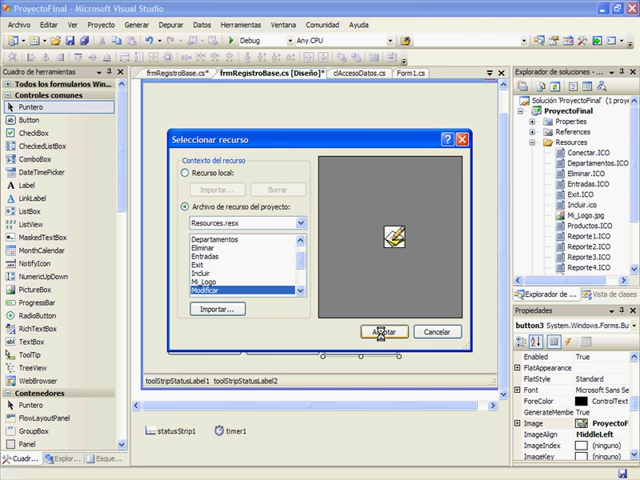 ProyectoFinal - Microsoft Visual Studio
Archivo Editar Ver Proyecto Generar Depurar Datos Formato Herramientas Ventana Comunidad Ayuda
Debug Any CPU
Cuadro de herramientas
Todos los formularios Win...
Controles comunes
Puntero
Button
CheckBox
CheckedListBox
ComboBox
DateTimePicker
Label
LinkLabel
ListBox
ListView
MaskedTextBox
MonthCalendar
NotifyIcon
NumericUpDown
PictureBox
ProgressBar
RadioButton
RichTextBox
TextBox
ToolTip
TreeView
WebBrowser
Contenedores
Puntero
FlowLayoutPanel
GroupBox
Panel
Cuadr... Explor... Esque...
frmRegistroBase.cs* frmRegistroBase.cs [Diseño]* clAccesoDatos.cs Form1.cs
Seleccionar recurso
Contexto del recurso
Recurso local:
Importar... Borrar
Archivo de recurso del proyecto:
Resources.resx
Departamentos
Eliminar
Entradas
Exit
Incluir
Mi_Logo
Modificar
Importar...
Aceptar Cancelar
toolStripStatusLabel1 toolStripStatusLabel2
statusStrip1 timer1
Explorador de soluciones - ...
Solución 'ProyectoFinal' (1 proye
ProyectoFinal
Properties
References
Resources
Conectar.ICO
Departamentos.ICO
Eliminar.ICO
Entradas.ICO
Exit.ICO
Incluir.ico
Mi_Logo.jpg
Productos.ICO
Reporte1.ICO
Reporte2.ICO
Reporte3.ICO
Reporte4.ICO
Explorador de... Vista de clases
Propiedades
button3 System.Windows.Forms.But
Enabled True
FlatAppearance
FlatStyle Standard
Font Microsoft Sans Se
ForeColor ControlText
GenerateMembe True
Image ProyectoF
ImageAlign MiddleLeft
ImageIndex (ninguno)
ImageKey (ninguno)